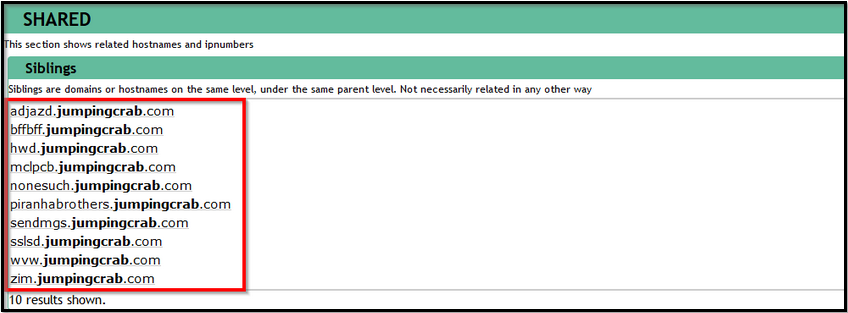 SHARED
This section shows related hostnames and ipnumbers
Siblings
Siblings are domains or hostnames on the same level, under the same parent level. Not necessarily related in any other way
adjazd.jumpingcrab.com
bffbff.jumpingcrab.com
hwd.jumpingcrab.com
mclpcb.jumpingcrab.com
nonesuch.jumpingcrab.com
piranhabrothers.jumpingcrab.com
sendmgs.jumpingcrab.com
sslsd.jumpingcrab.com
wvw.jumpingcrab.com
zim.jumpingcrab.com
10 results shown.